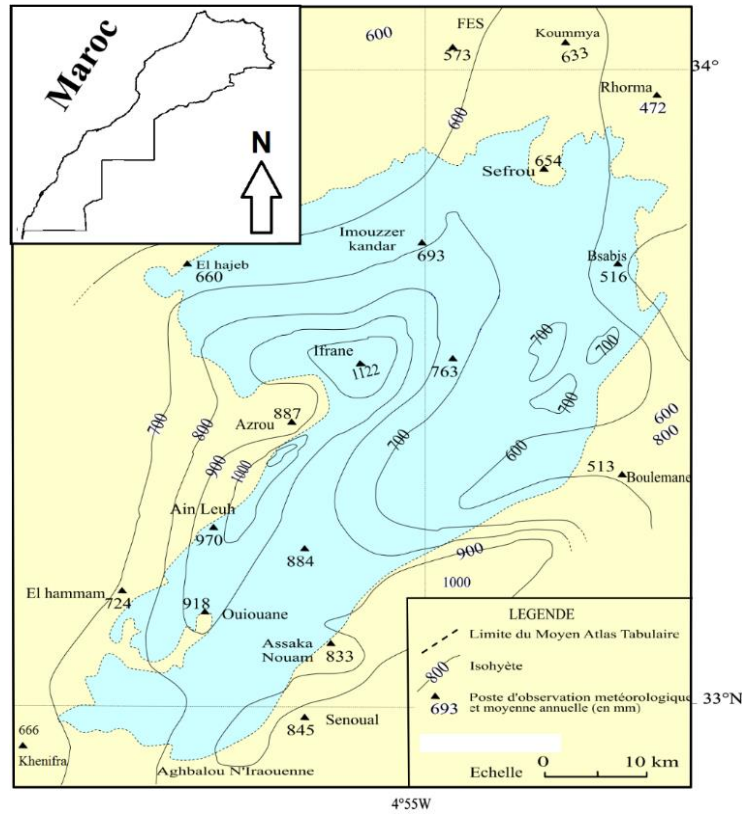 Maroc
N
FES
573
600
Koummya
633
34°
Rhorma
472
600
654
Sefrou
Imouzzer
kandar
693
El hajeb
660
Bsabis
516
Ifrane
1122
763
700
700
700
887
Azrou
700
800
900
1000
700
600
600
800
513
Boulemane
Ain Leuh
970
884
900
1000
El hammam
724
918
Ouiouane
Assaka
Nouam
833
Senoual
845
666
Khenifra
Aghbalou N'Iraouenne
LEGENDE
Limite du Moyen Atlas Tabulaire
800
Isohyète
Poste d'observation metéorologique
693
et moyenne annuelle (en mm)
Echelle
0
10 km
33°N
4°55W